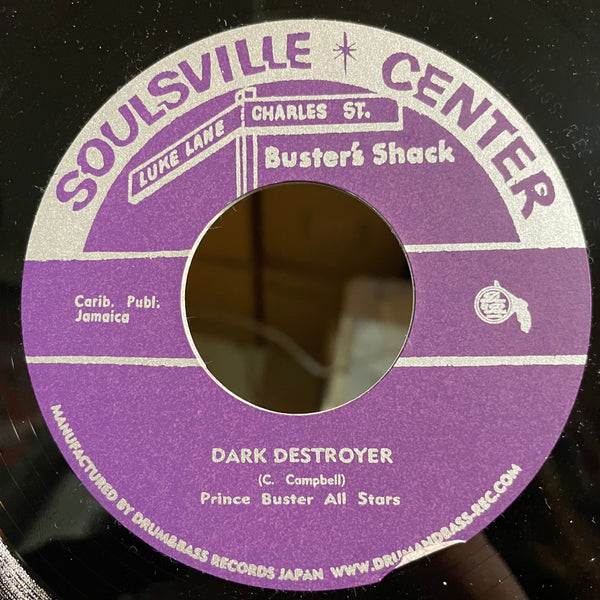 SOULSVILLE ✶ CENTER
LUKE LANE
CHARLES ST.
Buster's Shack
Carib. Publ:
Jamaica
DARK DESTROYER
(C. Campbell)
Prince Buster All Stars
MANUFACTURED BY DRUM&BASS RECORDS JAPAN WWW.DRUMANDBASS-REC.COM